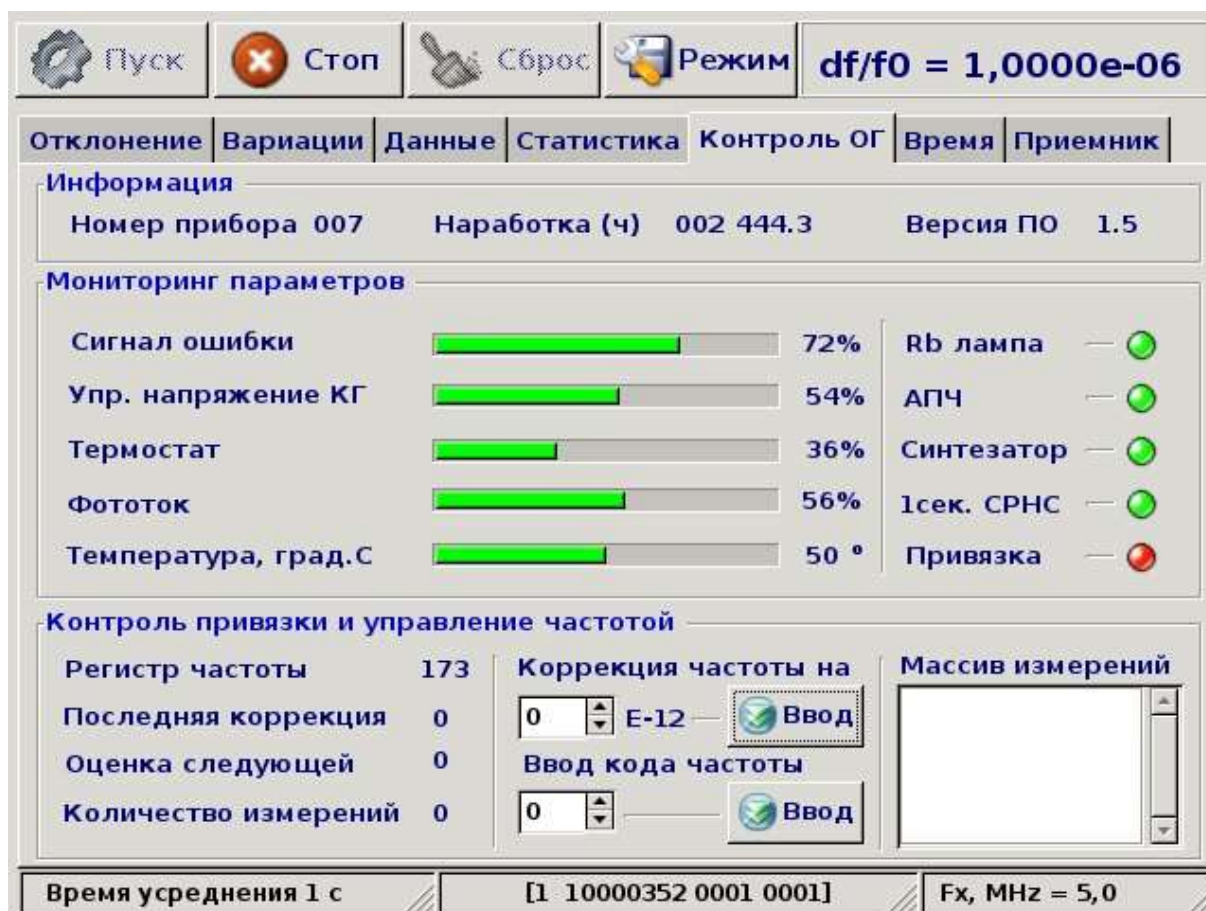 Пуск Стоп Сброс Режим df/f0 = 1,0000e-06
Отклонение Вариации Данные Статистика Контроль ОГ Время Приемник
Информация
Номер прибора 007 Наработка (ч) 002 444.3 Версия ПО 1.5
Мониторинг параметров
Сигнал ошибки 72% Rb лампа
Упр. напряжение КГ 54% АПЧ
Термостат 36% Синтезатор
Фототок 56% 1сек. СРНС
Температура, град.С 50 ° Привязка
Контроль привязки и управление частотой
Регистр частоты 173 Коррекция частоты на Массив измерений
Последняя коррекция 0 0 E-12 Ввод
Оценка следующей 0 Ввод кода частоты
Количество измерений 0 0 Ввод
Время усреднения 1 с [1 10000352 0001 0001] Fx, MHz = 5,0